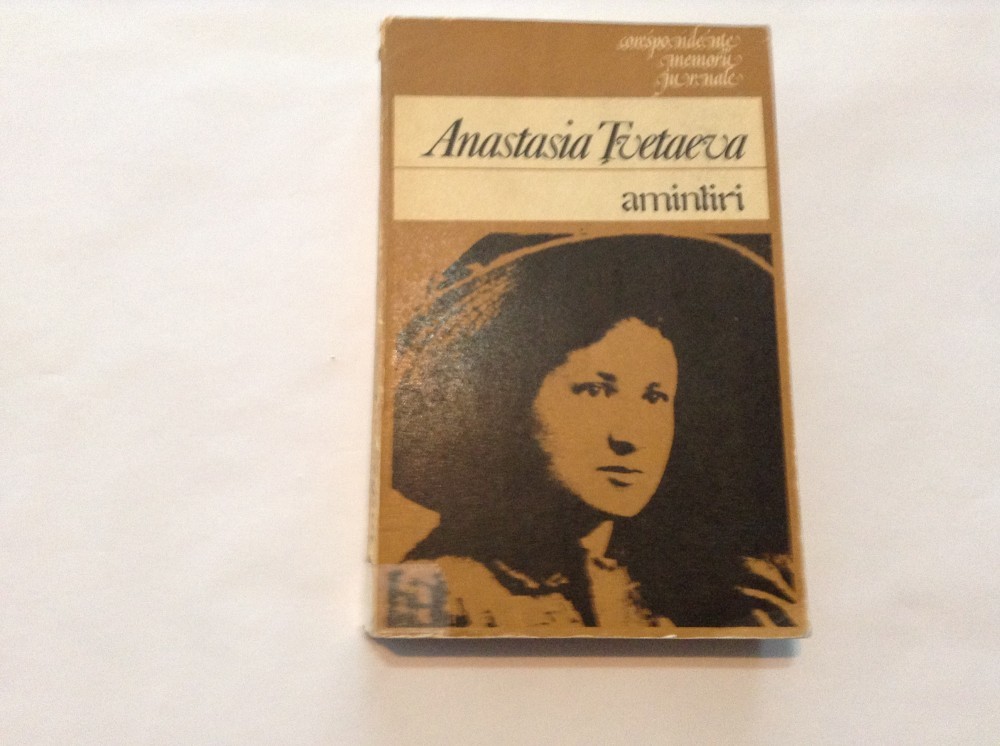 corespondențe
memorii
jurnale
Anastasia Țvetaeva
amintiri